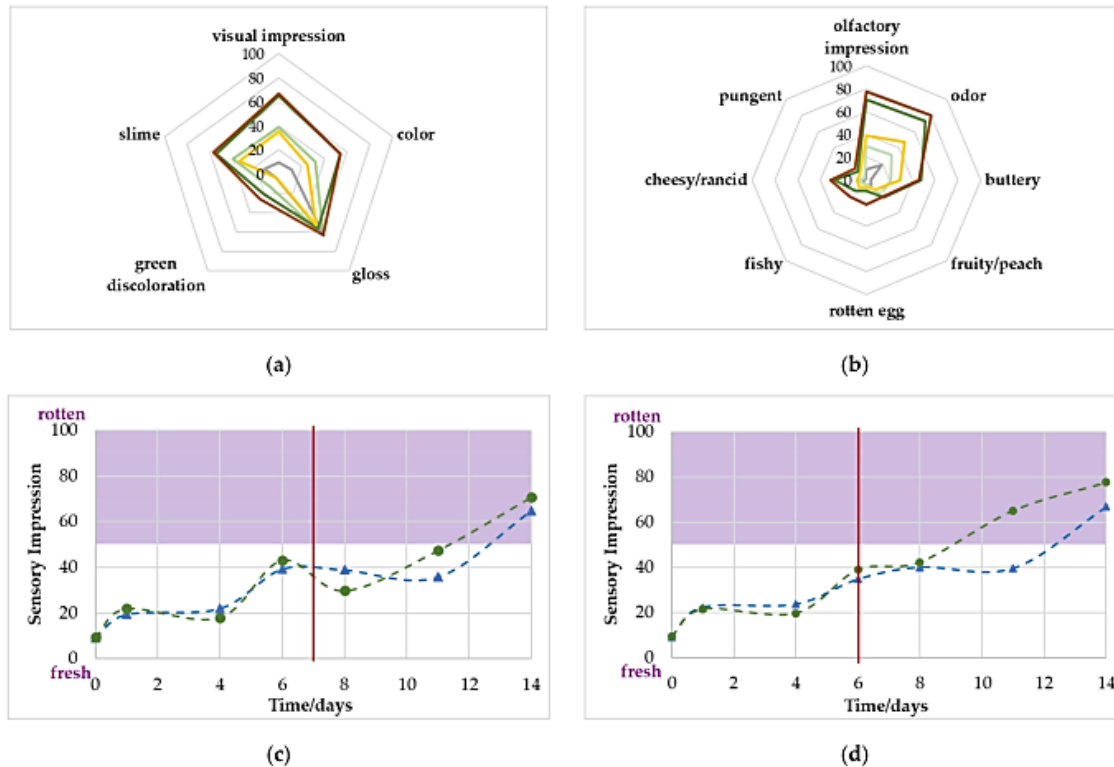 visual impression
100
80
60
40
20
0
color
gloss
green
discoloration
slime
(a)
olfactory
impression
100
80
60
40
20
0
odor
buttery
fruity/peach
rotten egg
fishy
cheesy/rancid
pungent
(b)
rotten
100
80
60
40
20
0
Sensory Impression
fresh
0 2 4 6 8 10 12 14
Time/days
(c)
rotten
100
80
60
40
20
0
Sensory Impression
fresh
0 2 4 6 8 10 12 14
Time/days
(d)